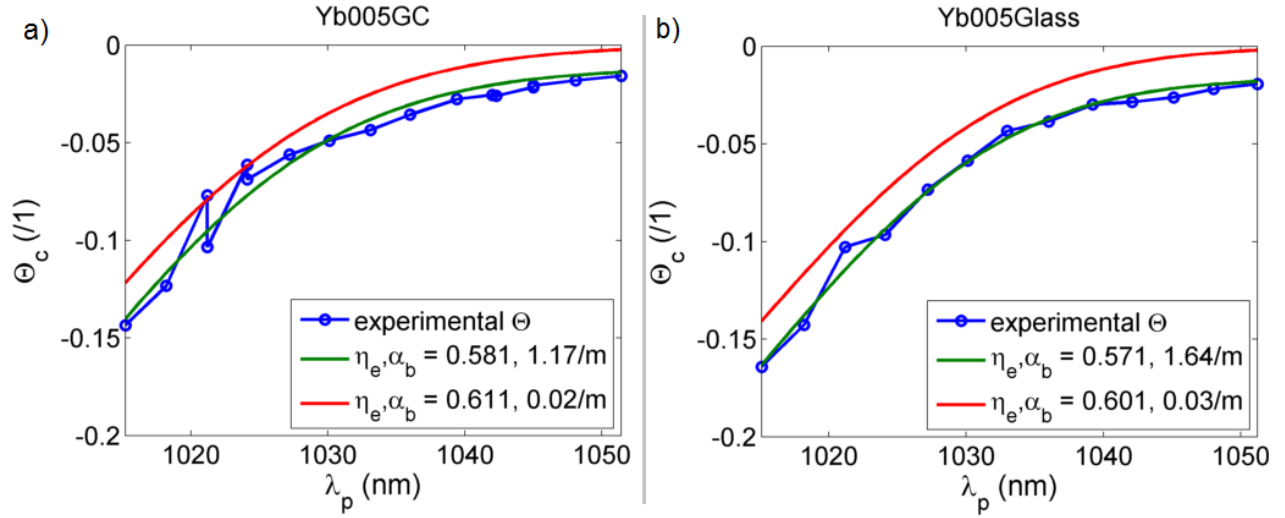 a)
Yb005GC
0
-0.05
-0.1
-0.15
-0.2
Θc (/1)
1020 1030 1040 1050
λp (nm)
experimental Θ
ηe,αb = 0.581, 1.17/m
ηe,αb = 0.611, 0.02/m
b)
Yb005Glass
0
-0.05
-0.1
-0.15
-0.2
Θc (/1)
1020 1030 1040 1050
λp (nm)
experimental Θ
ηe,αb = 0.571, 1.64/m
ηe,αb = 0.601, 0.03/m